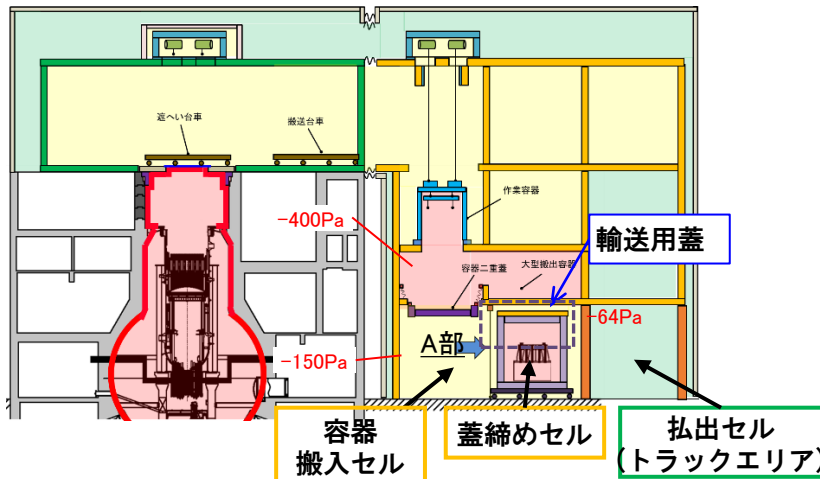 遮へい台車
搬送台車
作業容器
-400Pa
輸送用蓋
容器二重蓋
大型搬出容器
-64Pa
A部
-150Pa
容器
搬入セル
蓋締めセル
払出セル
(トラックエリア)